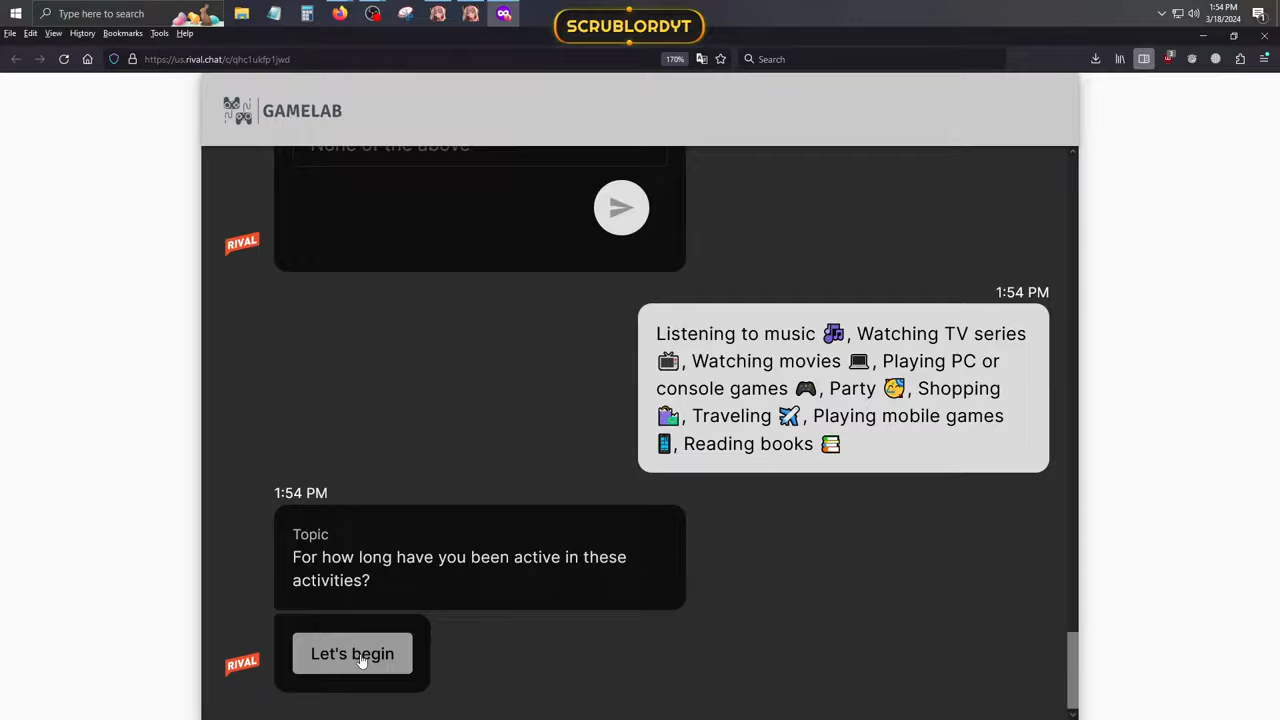 Type here to search
SCRUBLORDYT
1:54 PM
3/18/2024
1
File Edit View History Bookmarks Tools Help
https://us.rival.chat/c/qhc1ukfp1jwd
170%
Search
3
GAMELAB
None of the above
RIVAL
1:54 PM
Listening to music 🎶, Watching TV series
📺, Watching movies 💻, Playing PC or
console games 🎮, Party 🥳, Shopping
🛍️, Traveling ✈️, Playing mobile games
📱, Reading books 📚
1:54 PM
Topic
For how long have you been active in these
activities?
Let's begin
RIVAL